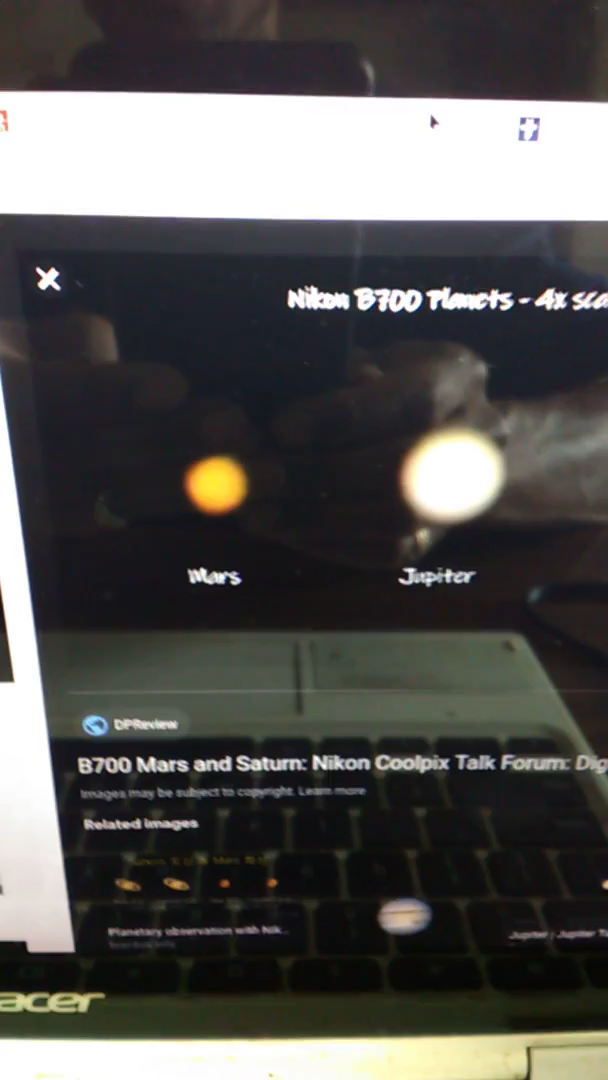 Nikon B700 Planets - 4x
Mars
Jupiter
DPReview
B700 Mars and Saturn: Nikon Coolpix Talk Forum: Dig
Images may be subject to copyright. Learn more
Related images
Planetary observation with Nik...
Jupiter
acer